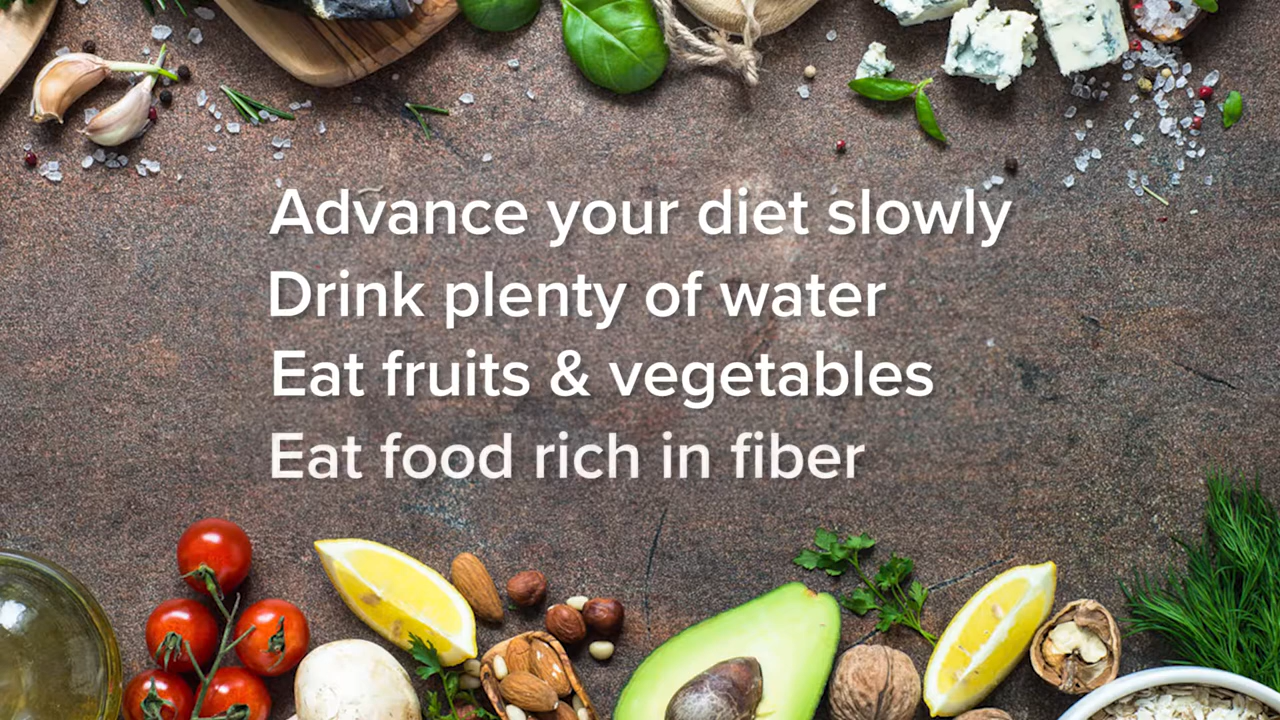 Advance your diet slowly
Drink plenty of water
Eat fruits & vegetables
Eat food rich in fiber